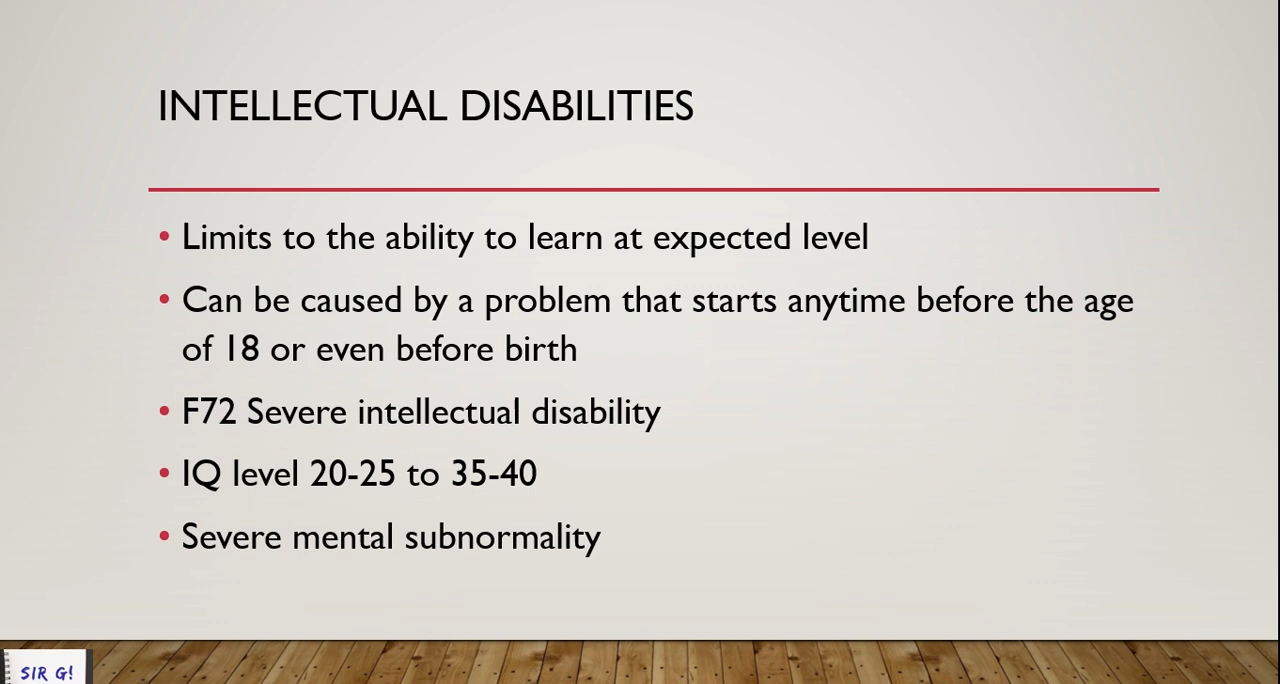 INTELLECTUAL DISABILITIES
• Limits to the ability to learn at expected level
• Can be caused by a problem that starts anytime before the age
of 18 or even before birth
• F72 Severe intellectual disability
• IQ level 20-25 to 35-40
• Severe mental subnormality
SIR G!